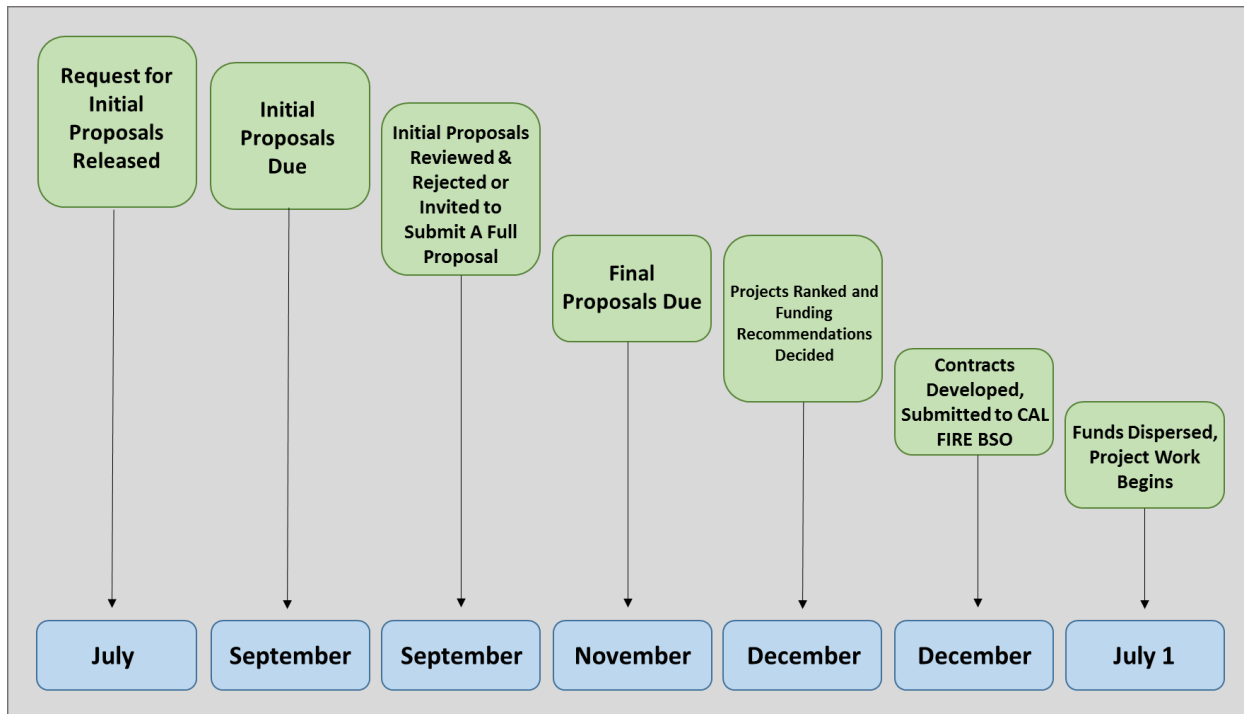 Request for
Initial
Proposals
Released
Initial
Proposals
Due
Initial Proposals
Reviewed &
Rejected or
Invited to
Submit A Full
Proposal
Final
Proposals Due
Projects Ranked and
Funding
Recommendations
Decided
Contracts
Developed,
Submitted to CAL
FIRE BSO
Funds Dispersed,
Project Work
Begins
July
September
September
November
December
December
July 1